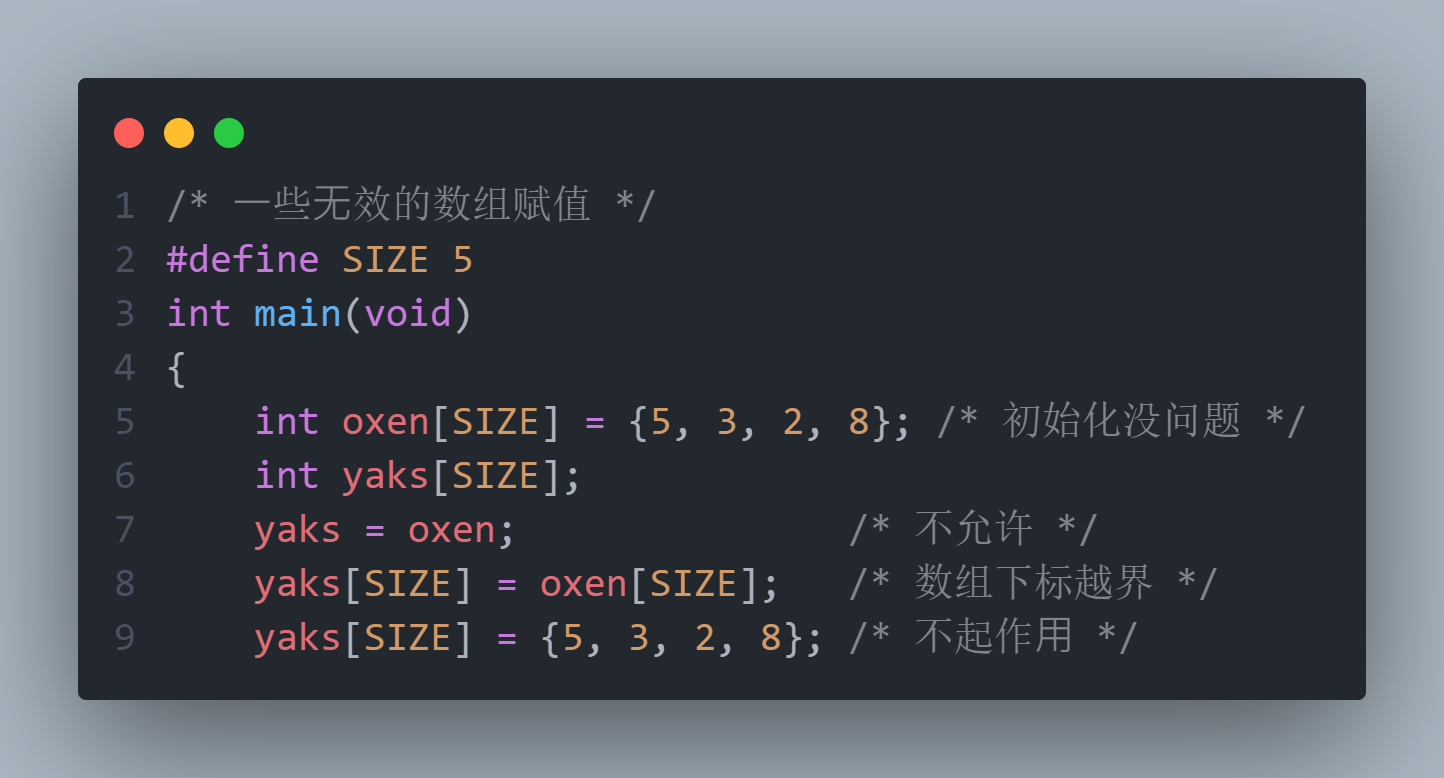 1 /* 一些无效的数组赋值 */
2 #define SIZE 5
3 int main(void)
4 {
5     int oxen[SIZE] = {5, 3, 2, 8}; /* 初始化没问题 */
6     int yaks[SIZE];
7     yaks = oxen;               /* 不允许 */
8     yaks[SIZE] = oxen[SIZE];   /* 数组下标越界 */
9     yaks[SIZE] = {5, 3, 2, 8}; /* 不起作用 */